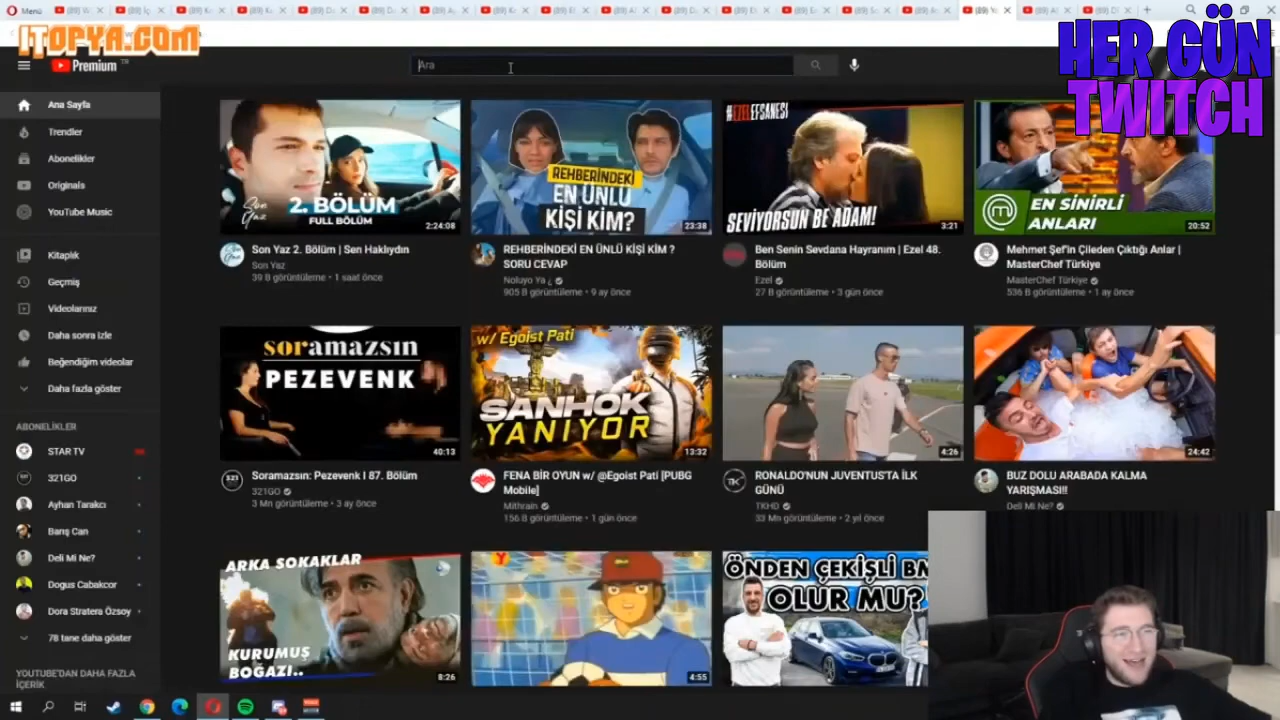 Menü
ITOPYA.COM
HER GÜN
TWITCH
Premium TR
Ara
Ana Sayfa
Trendler
Abonelikler
Originals
YouTube Music
Kitaplık
Geçmiş
Videolarınız
Daha sonra izle
Beğendiğim videolar
Daha fazla göster
ABONELİKLER
STAR TV
321GO
Ayhan Tarakcı
Barış Can
Deli Mi Ne?
Dogus Cabakcor
Dora Stratera Özsoy
78 tane daha göster
YOUTUBE'DAN DAHA FAZLA
İÇERİK
Son Yaz
2. BÖLÜM
FULL BÖLÜM
2:24:08
Son Yaz 2. Bölüm | Sen Haklıydın
Son Yaz
39 B görüntüleme • 1 saat önce
REHBERİNDEKİ
EN ÜNLÜ
KİŞİ KİM?
23:38
REHBERİNDEKİ EN ÜNLÜ KİŞİ KİM ?
SORU CEVAP
Noluyo Ya ¿
905 B görüntüleme • 9 ay önce
#EZELEFSANESİ
SEVİYORSUN BE ADAM!
3:21
Ben Senin Sevdana Hayranım | Ezel 48.
Bölüm
Ezel
27 B görüntüleme • 3 gün önce
EN SİNİRLİ
ANLARI
20:52
Mehmet Şef'in Çileden Çıktığı Anlar |
MasterChef Türkiye
MasterChef Türkiye
536 B görüntüleme • 1 ay önce
soramazsın
PEZEVENK
40:13
321
Soramazsın: Pezevenk I 87. Bölüm
321GO
3 Mn görüntüleme • 3 ay önce
w/ Egoist Pati
SANHOK
YANIYOR
13:32
FENA BİR OYUN w/ @Egoist Pati [PUBG
Mobile]
Mithrain
156 B görüntüleme • 1 gün önce
4:26
TK
RONALDO'NUN JUVENTUS'TA İLK
GÜNÜ
TKHD
33 Mn görüntüleme • 2 yıl önce
24:42
BUZ DOLU ARABADA KALMA
YARIŞMASI!!!
Deli Mi Ne?
ARKA SOKAKLAR
KURUMUŞ
BOĞAZI..
8:26
4:55
ÖNDEN ÇEKİŞLİ BM
OLUR MU?